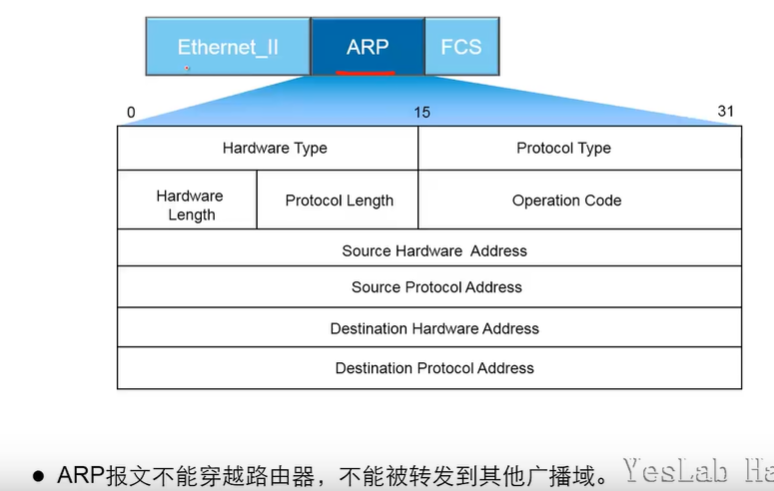 Ethernet_II ARP FCS
0 15 31
Hardware Type Protocol Type
Hardware Length Protocol Length Operation Code
Source Hardware Address
Source Protocol Address
Destination Hardware Address
Destination Protocol Address
● ARP报文不能穿越路由器，不能被转发到其他广播域。 YesLab Ha